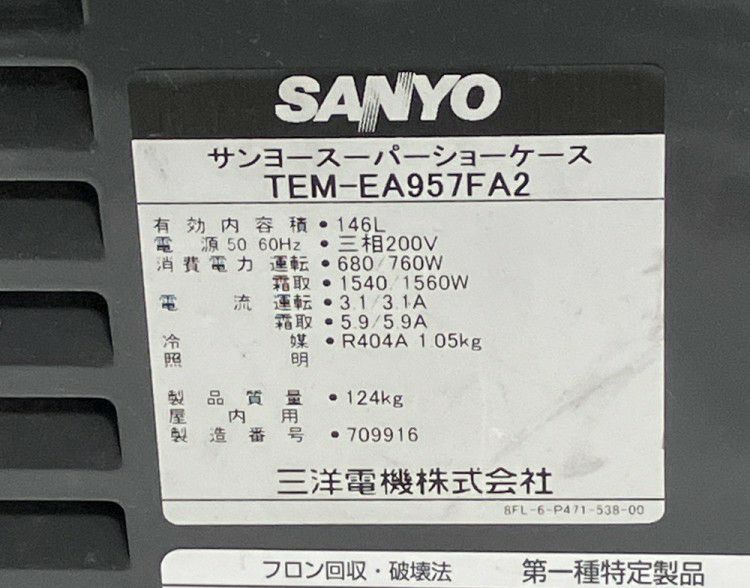 SANYO
サンヨースーパーショーケース
TEM-EA957FA2
有効内容積・146L
電源50 60Hz・三相200V
消費電力 運転・680/760W
霜取・1540/1560W
電流 運転・3.1/3.1A
霜取・5.9/5.9A
冷媒・R404A 1.05kg
照明
製品質量・124kg
屋内用
製造番号・709916
三洋電機株式会社
8FL-6-P471-538-00
フロン回収・破壊法 第一種特定製品